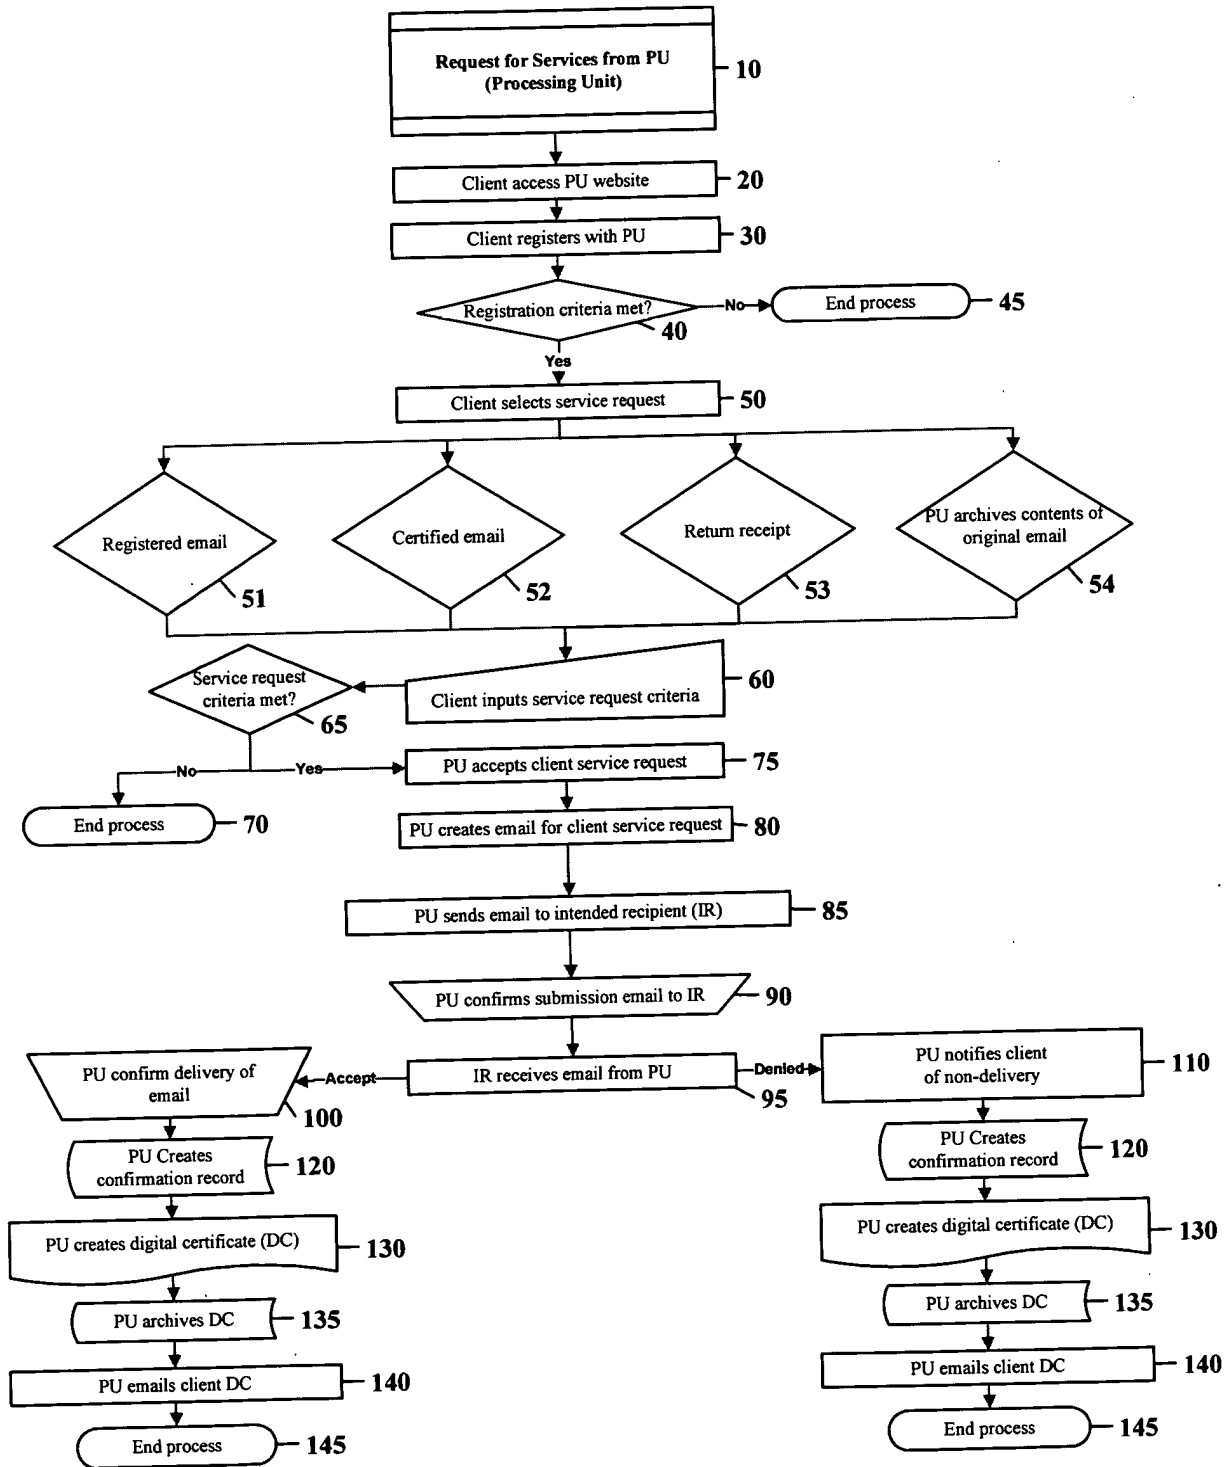 Request for Services from PU
(Processing Unit)
10
Client access PU website
20
Client registers with PU
30
Registration criteria met?
40
No
End process
45
Yes
Client selects service request
50
Registered email
51
Certified email
52
Return receipt
53
PU archives contents of
original email
54
Client inputs service request criteria
60
Service request
criteria met?
65
No
Yes
End process
70
PU accepts client service request
75
PU creates email for client service request
80
PU sends email to intended recipient (IR)
85
PU confirms submission email to IR
90
IR receives email from PU
95
Accept
Denied
PU confirm delivery of
email
100
PU Creates
confirmation record
120
PU creates digital certificate (DC)
130
PU archives DC
135
PU emails client DC
140
End process
145
PU notifies client
of non-delivery
110
PU Creates
confirmation record
120
PU creates digital certificate (DC)
130
PU archives DC
135
PU emails client DC
140
End process
145